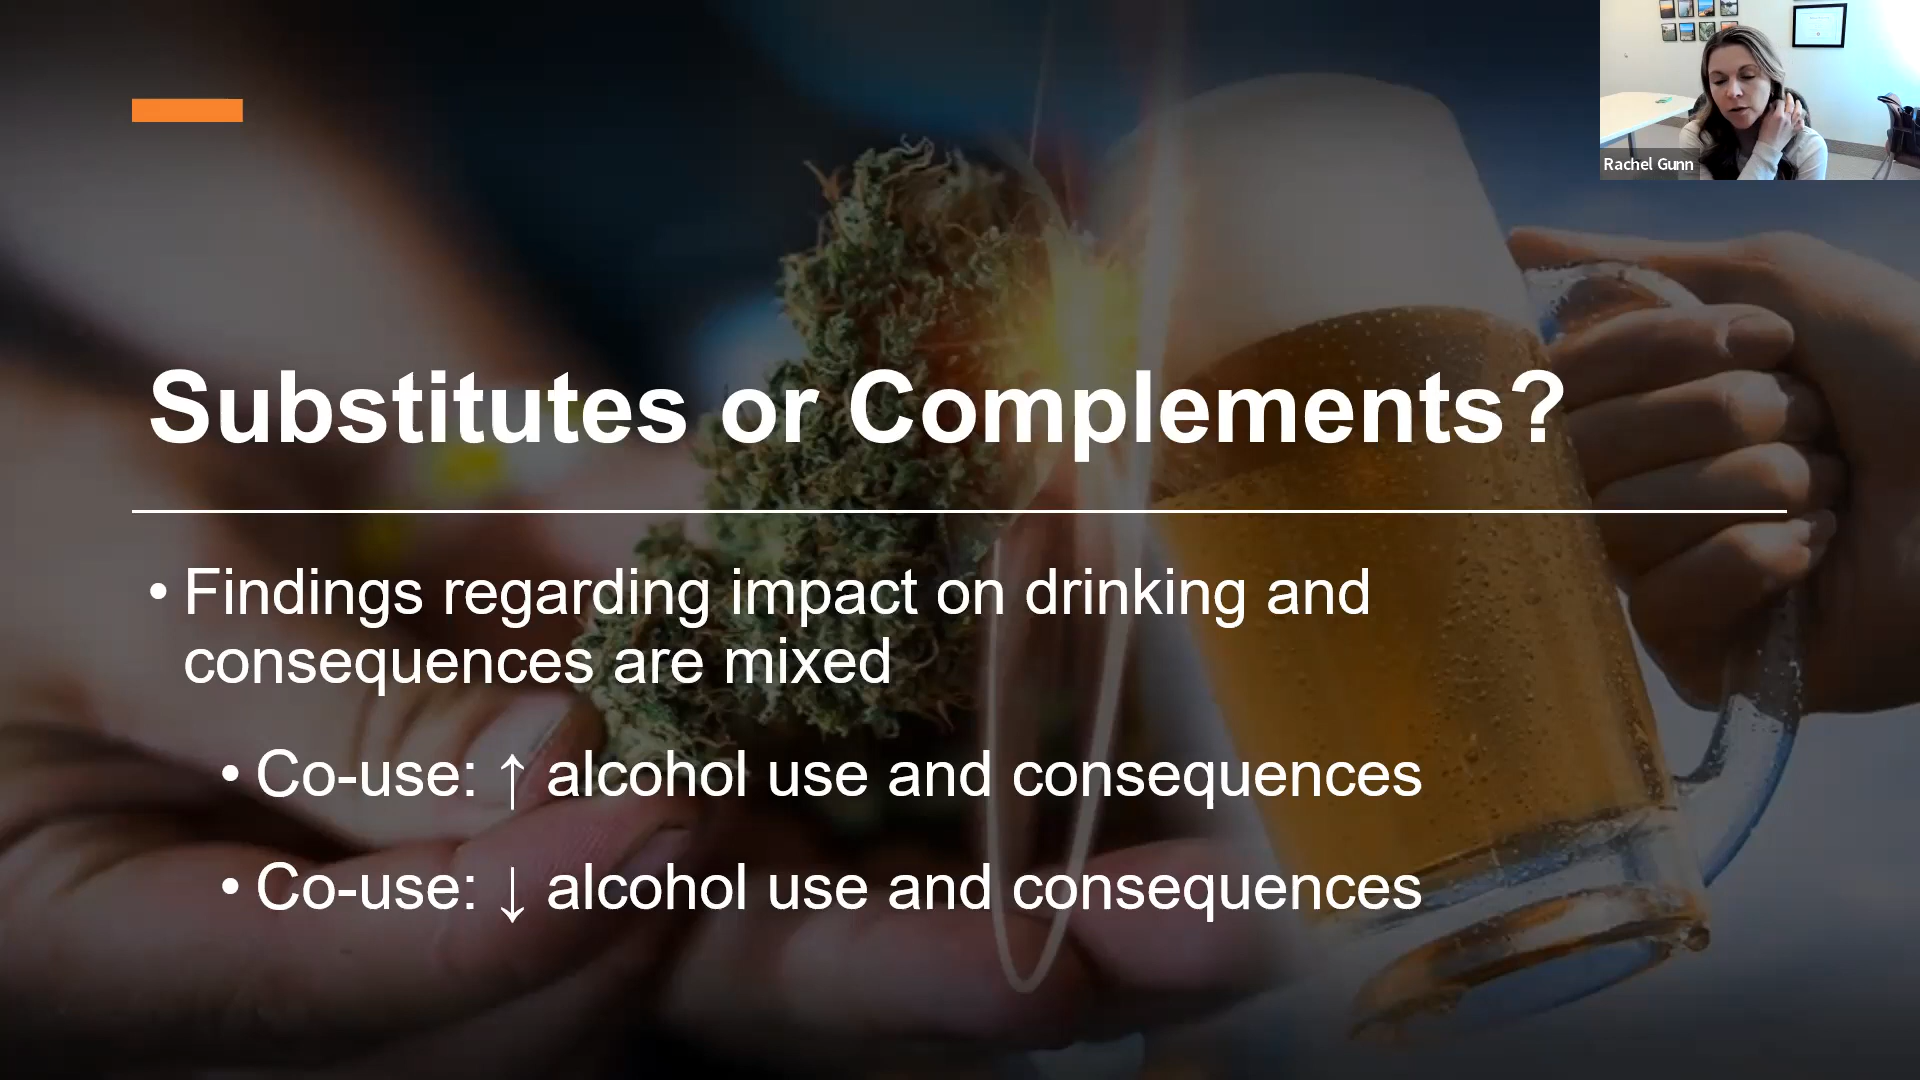 Rachel Gunn
Substitutes or Complements?
• Findings regarding impact on drinking and
consequences are mixed
• Co-use: ↑ alcohol use and consequences
• Co-use: ↓ alcohol use and consequences